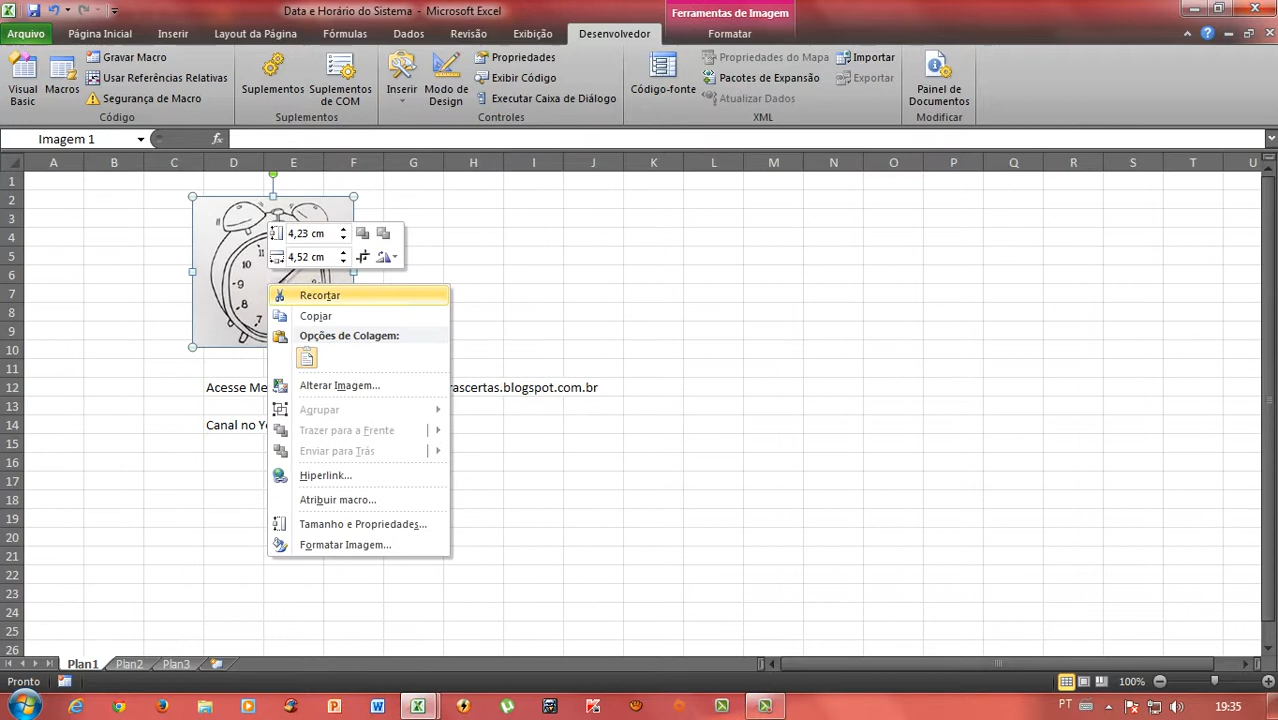 Data e Horário do Sistema - Microsoft Excel
Ferramentas de Imagem
Arquivo Página Inicial Inserir Layout da Página Fórmulas Dados Revisão Exibição Desenvolvedor Formatar
Visual Basic
Macros
Gravar Macro
Usar Referências Relativas
Segurança de Macro
Código
Suplementos
Suplementos de COM
Suplementos
Inserir
Modo de Design
Propriedades
Exibir Código
Executar Caixa de Diálogo
Controles
Código-fonte
Propriedades do Mapa
Pacotes de Expansão
Atualizar Dados
Importar
Exportar
XML
Painel de Documentos
Modificar
Imagem 1
fx
A B C D E F G H I J K L M N O P Q R S T U
1
2
3
4
5
6
7
8
9
10
11
12
13
14
15
16
17
18
19
20
21
22
23
24
25
26
11
10
9
8
7
4,23 cm
4,52 cm
Recortar
Copiar
Opções de Colagem:
Alterar Imagem...
Agrupar
Trazer para a Frente
Enviar para Trás
Hiperlink...
Atribuir macro...
Tamanho e Propriedades...
Formatar Imagem...
Acesse rascertas.blogspot.com.br
Canal no
Plan1 Plan2 Plan3
Pronto
100%
PT
19:35